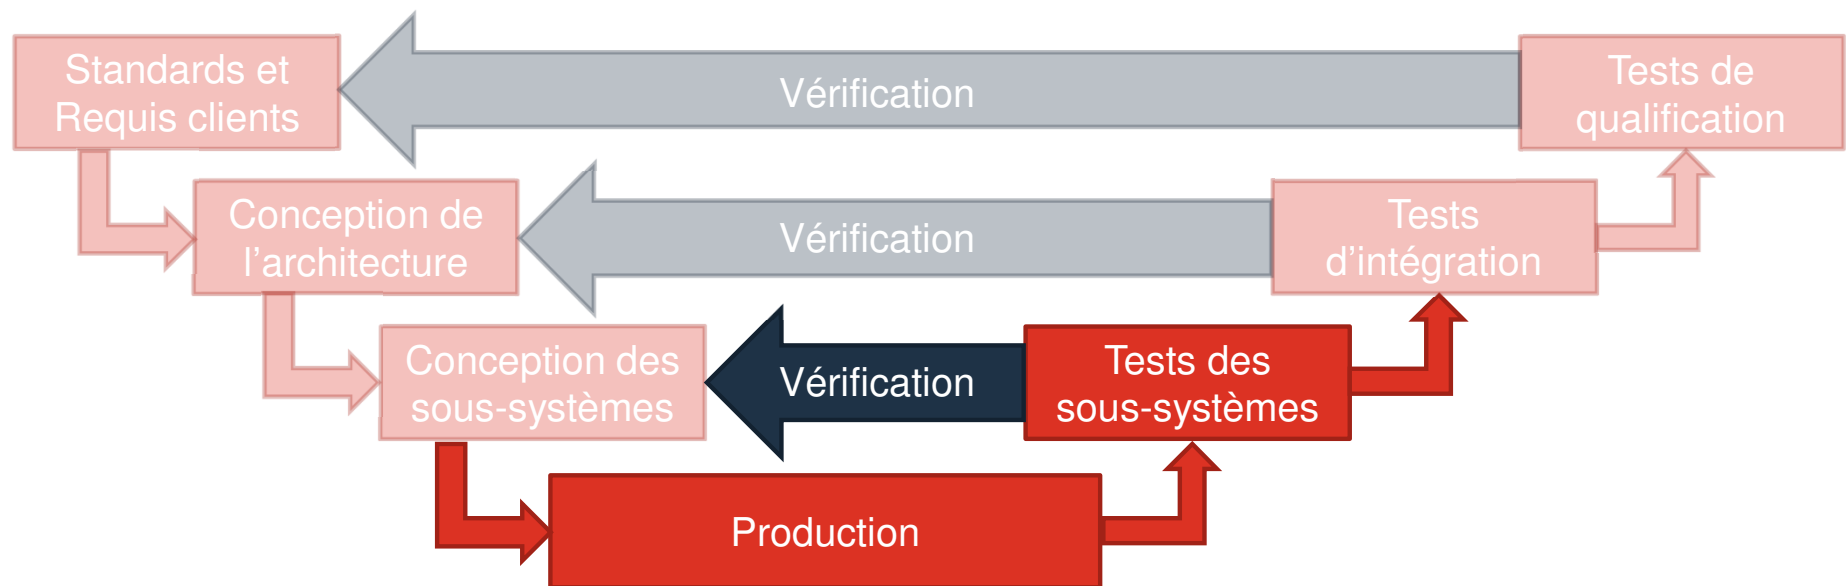 Standards et
Requis clients
Vérification
Tests de
qualification
Conception de
l’architecture
Vérification
Tests
d’intégration
Conception des
sous-systèmes
Vérification
Tests des
sous-systèmes
Production